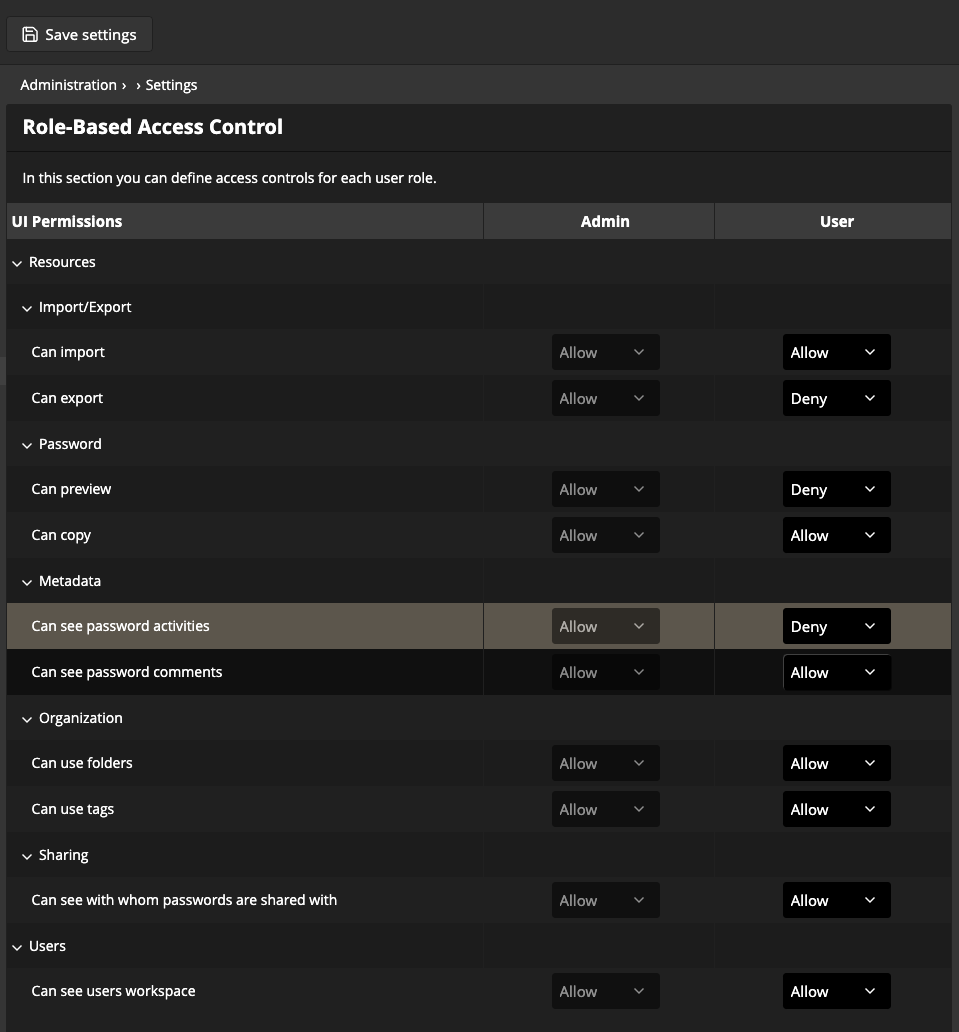 Save settings
Administration › › Settings
Role-Based Access Control
In this section you can define access controls for each user role.
UI Permissions Admin User
Resources
Import/Export
Can import Allow Allow
Can export Allow Deny
Password
Can preview Allow Deny
Can copy Allow Allow
Metadata
Can see password activities Allow Deny
Can see password comments Allow Allow
Organization
Can use folders Allow Allow
Can use tags Allow Allow
Sharing
Can see with whom passwords are shared with Allow Allow
Users
Can see users workspace Allow Allow